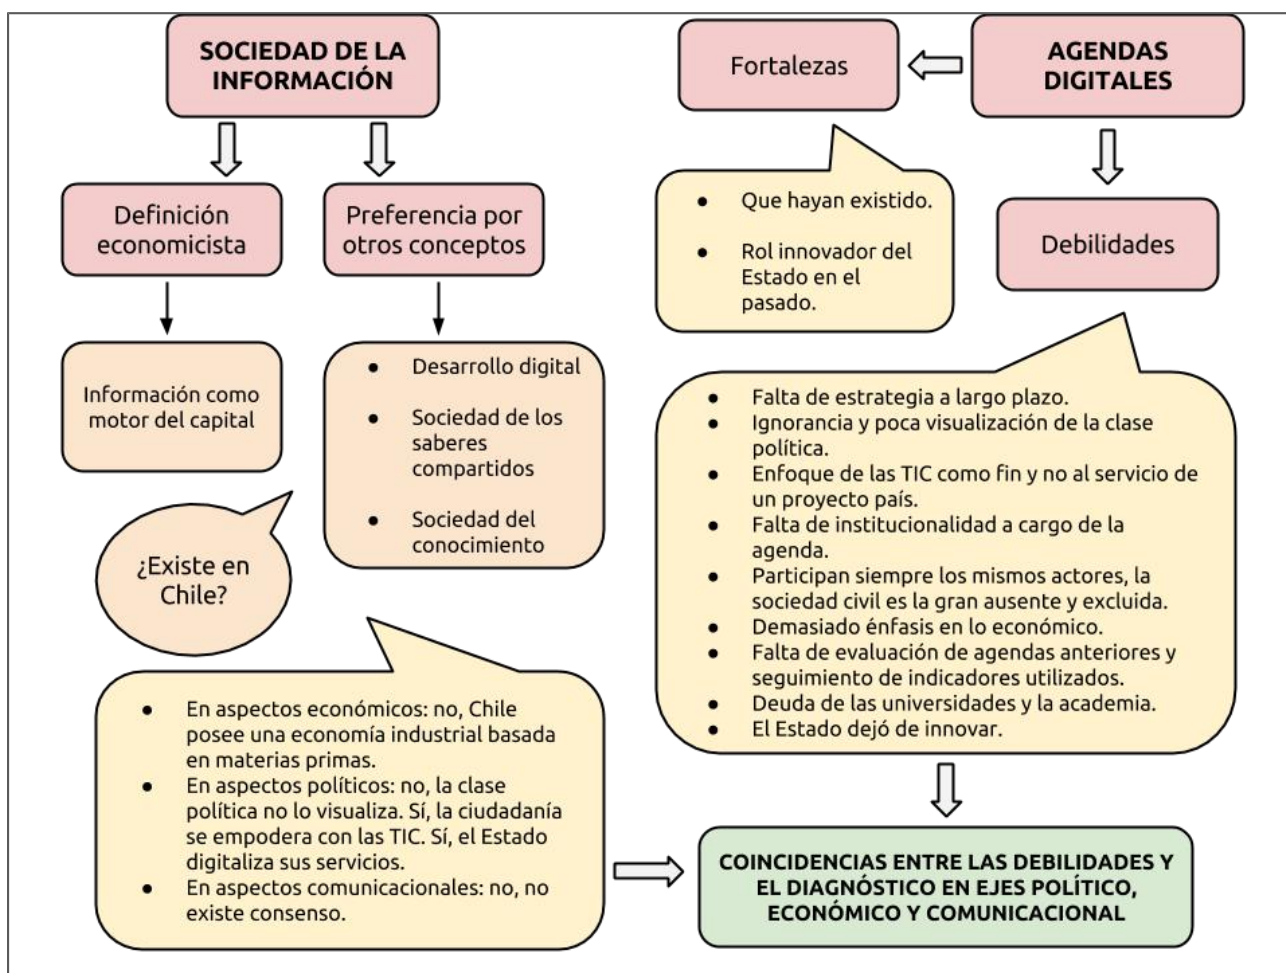 SOCIEDAD DE LA
INFORMACIÓN
Definición
economicista
Preferencia por
otros conceptos
Información como
motor del capital
● Desarrollo digital
● Sociedad de los
saberes
compartidos
● Sociedad del
conocimiento
¿Existe en
Chile?
● En aspectos económicos: no, Chile
posee una economía industrial basada
en materias primas.
● En aspectos políticos: no, la clase
política no lo visualiza. Sí, la ciudadanía
se empodera con las TIC. Sí, el Estado
digitaliza sus servicios.
● En aspectos comunicacionales: no, no
existe consenso.
AGENDAS
DIGITALES
Fortalezas
● Que hayan existido.
● Rol innovador del
Estado en el
pasado.
Debilidades
● Falta de estrategia a largo plazo.
● Ignorancia y poca visualización de la clase
política.
● Enfoque de las TIC como fin y no al servicio de
un proyecto país.
● Falta de institucionalidad a cargo de la
agenda.
● Participan siempre los mismos actores, la
sociedad civil es la gran ausente y excluida.
● Demasiado énfasis en lo económico.
● Falta de evaluación de agendas anteriores y
seguimiento de indicadores utilizados.
● Deuda de las universidades y la academia.
● El Estado dejó de innovar.
COINCIDENCIAS ENTRE LAS DEBILIDADES Y
EL DIAGNÓSTICO EN EJES POLÍTICO,
ECONÓMICO Y COMUNICACIONAL